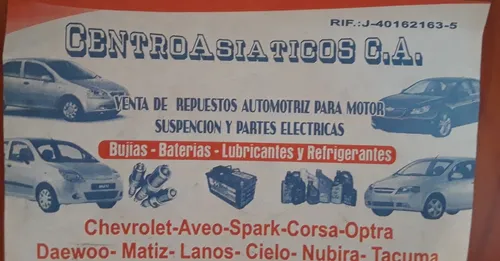 RIF.:J-40162163-5
CENTROASIATICOS C.A.
VENTA DE REPUESTOS AUTOMOTRIZ PARA MOTOR
SUSPENCION Y PARTES ELECTRICAS
Bujias - Baterias - Lubricantes y Refrigerantes
Chevrolet-Aveo-Spark-Corsa-Optra
Daewoo- Matiz- Lanos- Cielo- Nubira- Tacuma